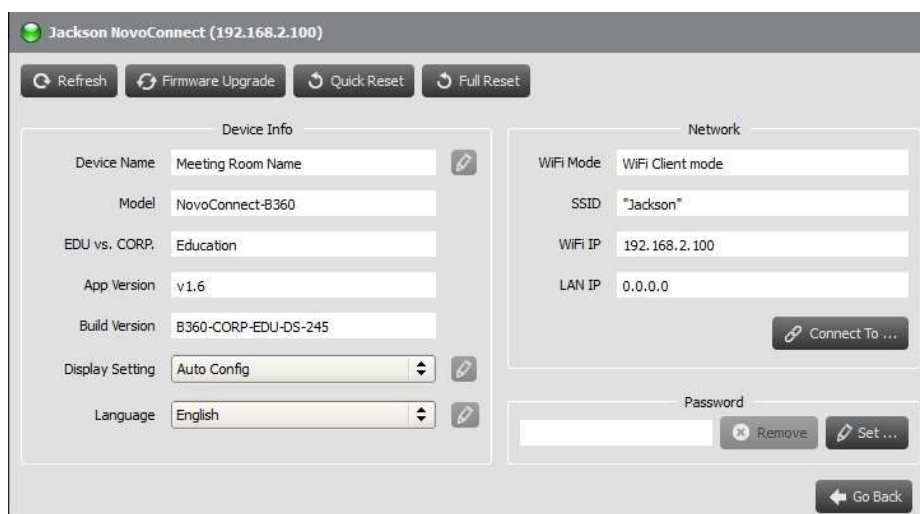 Jackson NovoConnect (192.168.2.100)
Refresh Firmware Upgrade Quick Reset Full Reset
Device Info
Device Name Meeting Room Name
Model NovoConnect-B360
EDU vs. CORP. Education
App Version v1.6
Build Version B360-CORP-EDU-DS-245
Display Setting Auto Config
Language English
Network
WiFi Mode WiFi Client mode
SSID "Jackson"
WiFi IP 192.168.2.100
LAN IP 0.0.0.0
Connect To ...
Password
Remove Set ...
Go Back